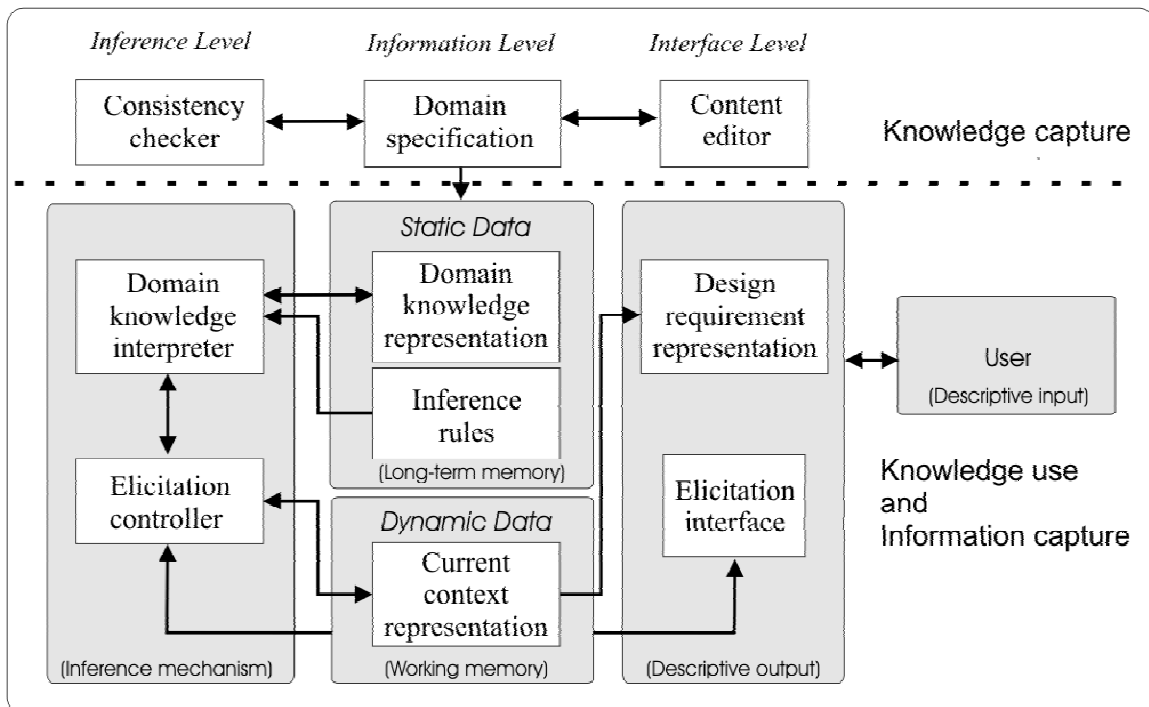 Inference Level
Information Level
Interface Level
Consistency
checker
Domain
specification
Content
editor
Knowledge capture
Static Data
Domain
knowledge
interpreter
Domain
knowledge
representation
Inference
rules
(Long-term memory)
Design
requirement
representation
User
(Descriptive input)
Elicitation
controller
Dynamic Data
Current
context
representation
Elicitation
interface
Knowledge use
and
Information capture
(Inference mechanism)
(Working memory)
(Descriptive output)